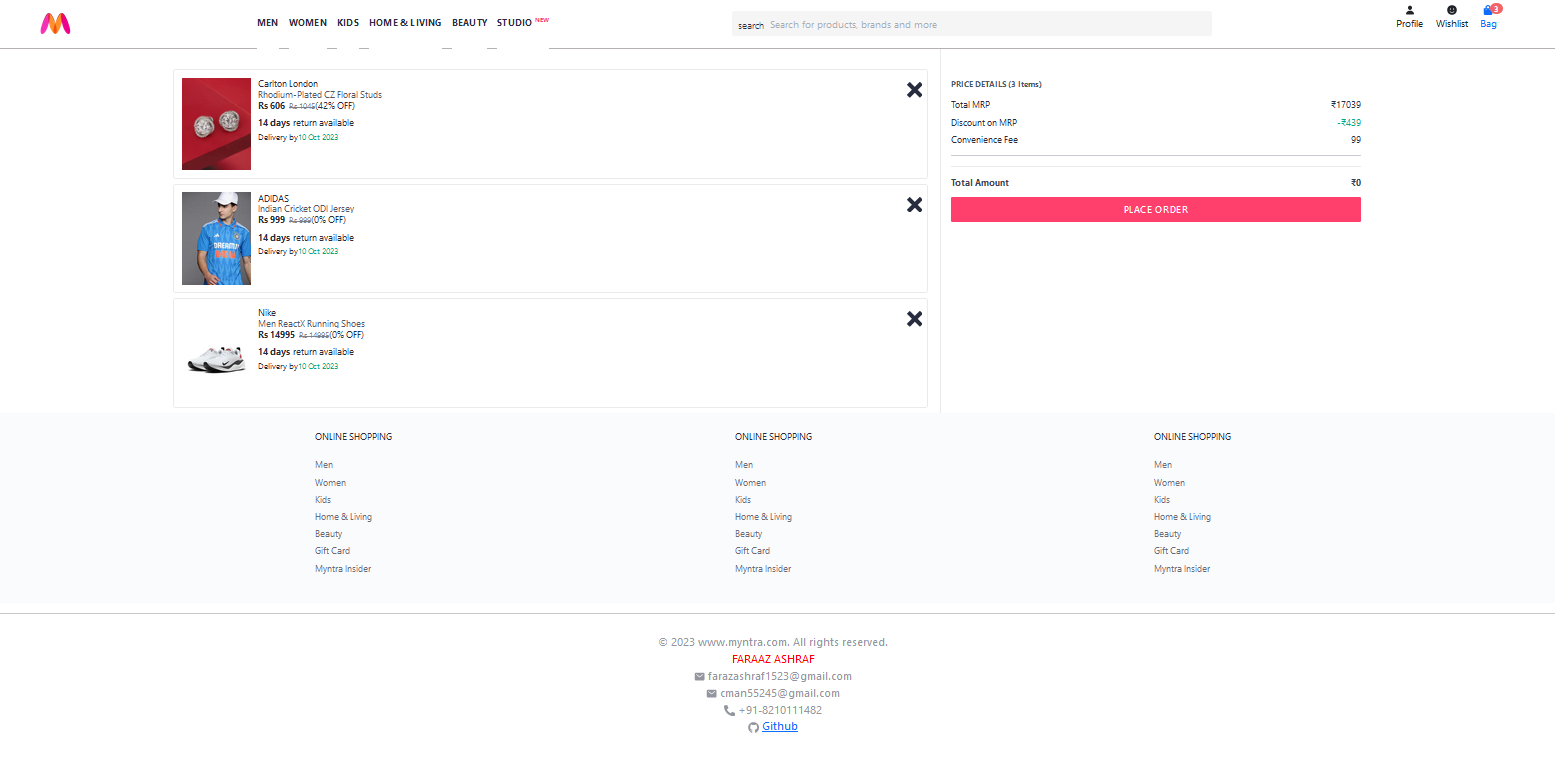 MEN WOMEN KIDS HOME & LIVING BEAUTY STUDIO NEW
search Search for products, brands and more
Profile Wishlist Bag 3
Carlton London
Rhodium-Plated CZ Floral Studs
Rs 606 Rs 1045(42% OFF)
14 days return available
Delivery by10 Oct 2023
ADIDAS
Indian Cricket ODI Jersey
Rs 999 Rs 999(0% OFF)
14 days return available
Delivery by10 Oct 2023
Nike
Men ReactX Running Shoes
Rs 14995 Rs 14995(0% OFF)
14 days return available
Delivery by10 Oct 2023
PRICE DETAILS (3 Items)
Total MRP ₹17039
Discount on MRP -₹439
Convenience Fee 99
Total Amount ₹0
PLACE ORDER
ONLINE SHOPPING
Men
Women
Kids
Home & Living
Beauty
Gift Card
Myntra Insider
ONLINE SHOPPING
Men
Women
Kids
Home & Living
Beauty
Gift Card
Myntra Insider
ONLINE SHOPPING
Men
Women
Kids
Home & Living
Beauty
Gift Card
Myntra Insider
© 2023 www.myntra.com. All rights reserved.
FARAAZ ASHRAF
farazashraf1523@gmail.com
cman55245@gmail.com
+91-8210111482
Github